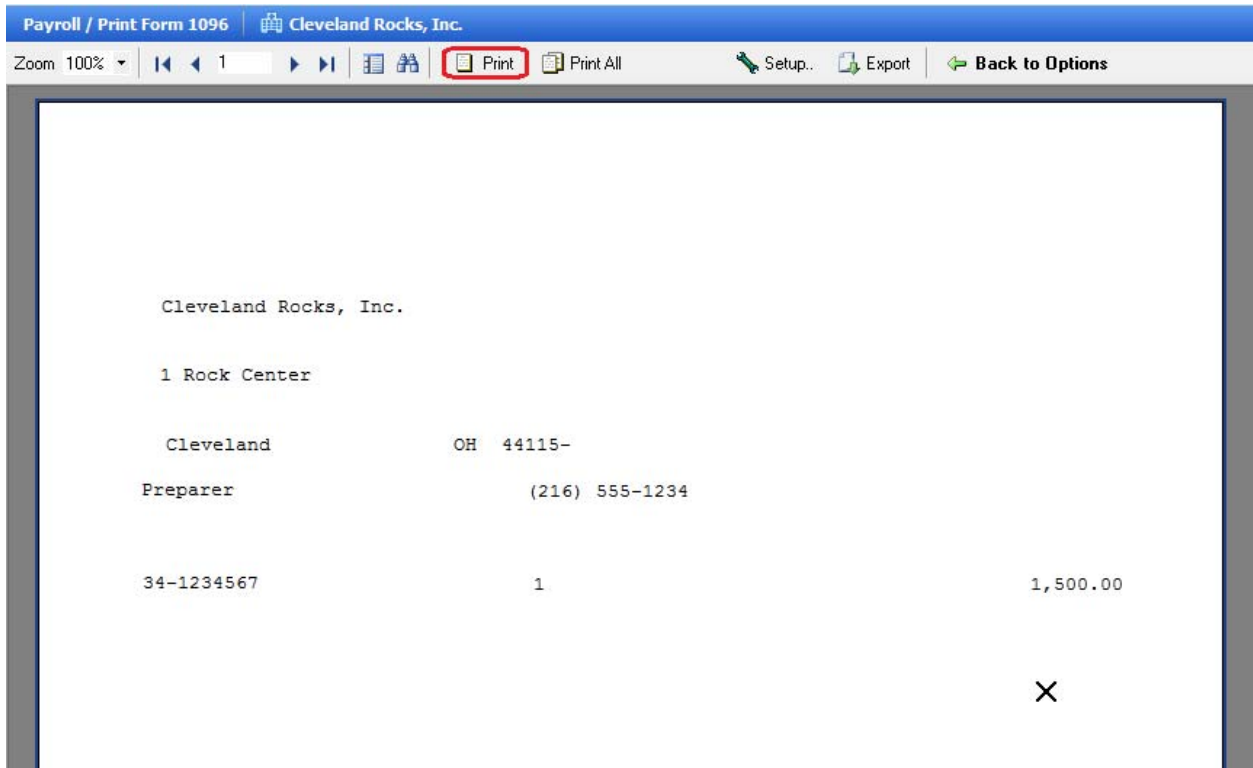 Payroll / Print Form 1096 Cleveland Rocks, Inc.
Zoom 100% 1 Print Print All Setup.. Export Back to Options
Cleveland Rocks, Inc.
1 Rock Center
Cleveland OH 44115-
Preparer (216) 555-1234
34-1234567 1 1,500.00
X